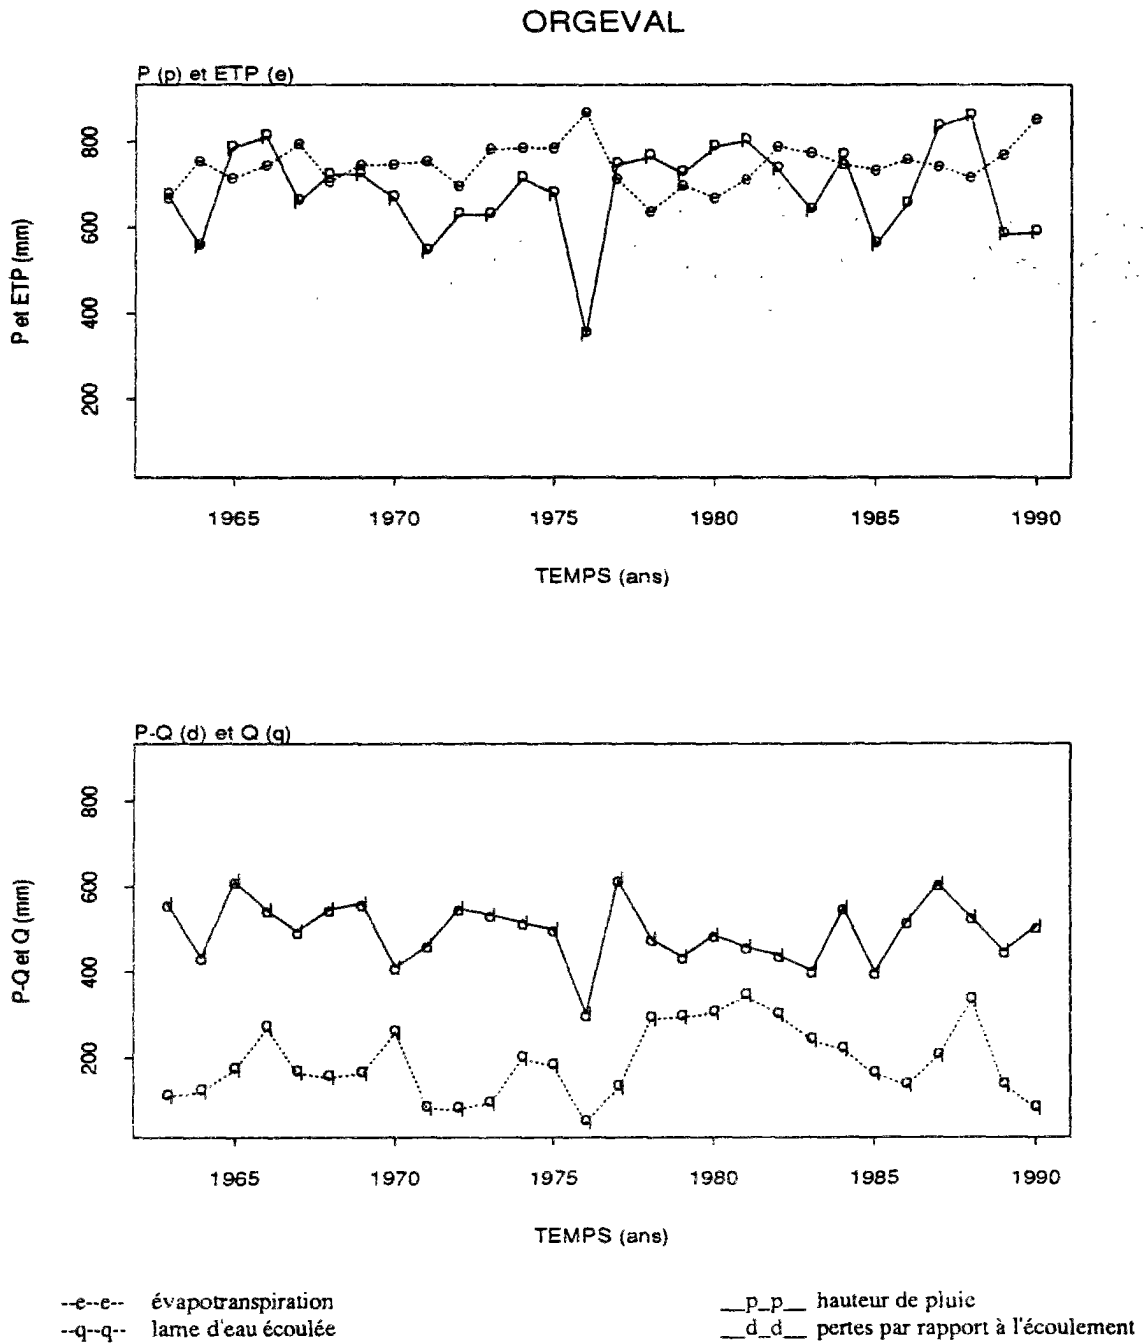 ORGEVAL
P (p) et ETP (e)
P et ETP (mm)
800
600
400
200
1965 1970 1975 1980 1985 1990
TEMPS (ans)
P-Q (d) et Q (q)
P-Q et Q (mm)
800
600
400
200
1965 1970 1975 1980 1985 1990
TEMPS (ans)
--e--e-- évapotranspiration __p_p__ hauteur de pluie
--q--q-- lame d'eau écoulée __d_d__ pertes par rapport à l'écoulement